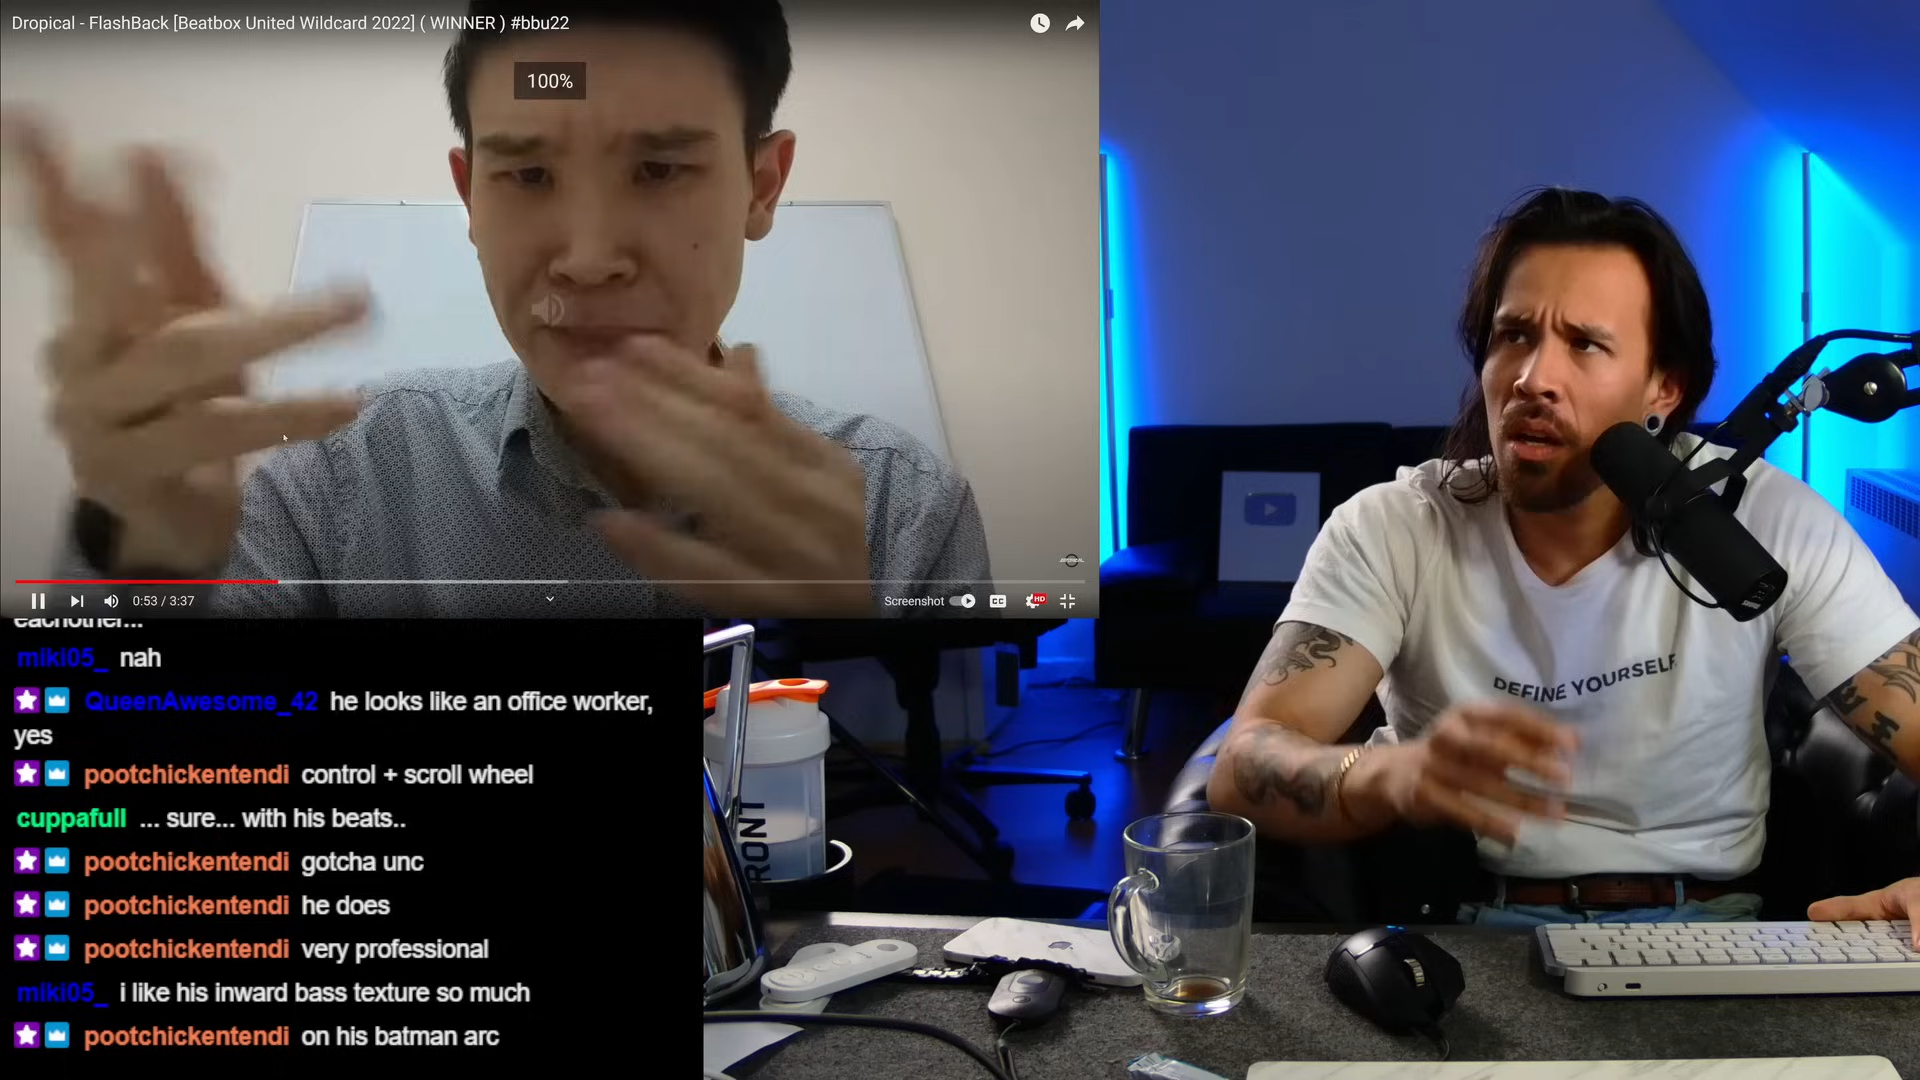 Dropical - FlashBack [Beatbox United Wildcard 2022] ( WINNER ) #bbu22
100%
0:53 / 3:37
Screenshot
CC
HD
eachother...
miki05_ nah
QueenAwesome_42 he looks like an office worker,
yes
pootchickentendi control + scroll wheel
cuppafull ... sure... with his beats..
pootchickentendi gotcha unc
pootchickentendi he does
pootchickentendi very professional
miki05_ i like his inward bass texture so much
pootchickentendi on his batman arc
DEFINE YOURSELF
RONT